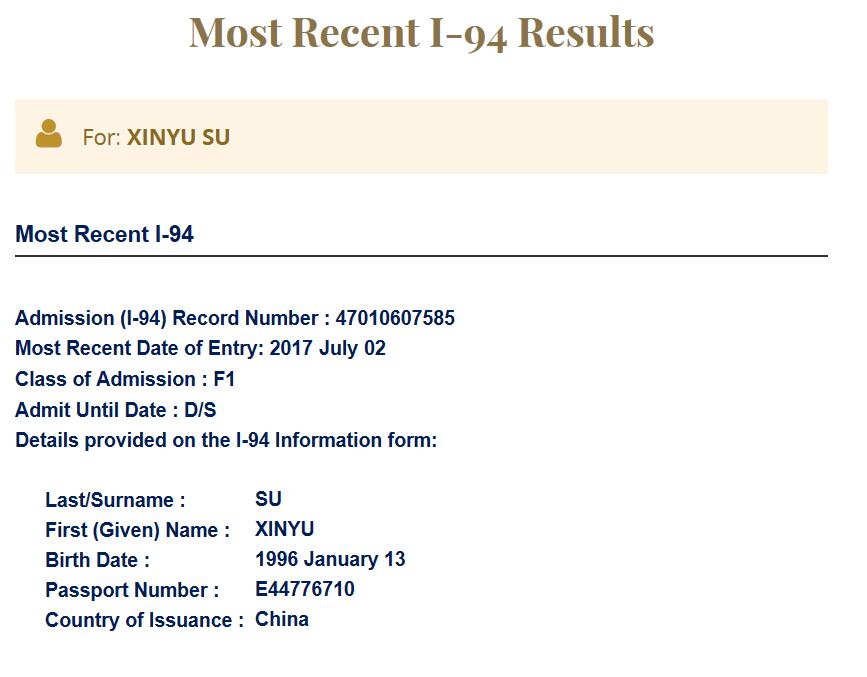 Most Recent I-94 Results
For: XINYU SU
Most Recent I-94
Admission (I-94) Record Number : 47010607585
Most Recent Date of Entry: 2017 July 02
Class of Admission : F1
Admit Until Date : D/S
Details provided on the I-94 Information form:
Last/Surname : SU
First (Given) Name : XINYU
Birth Date : 1996 January 13
Passport Number : E44776710
Country of Issuance : China